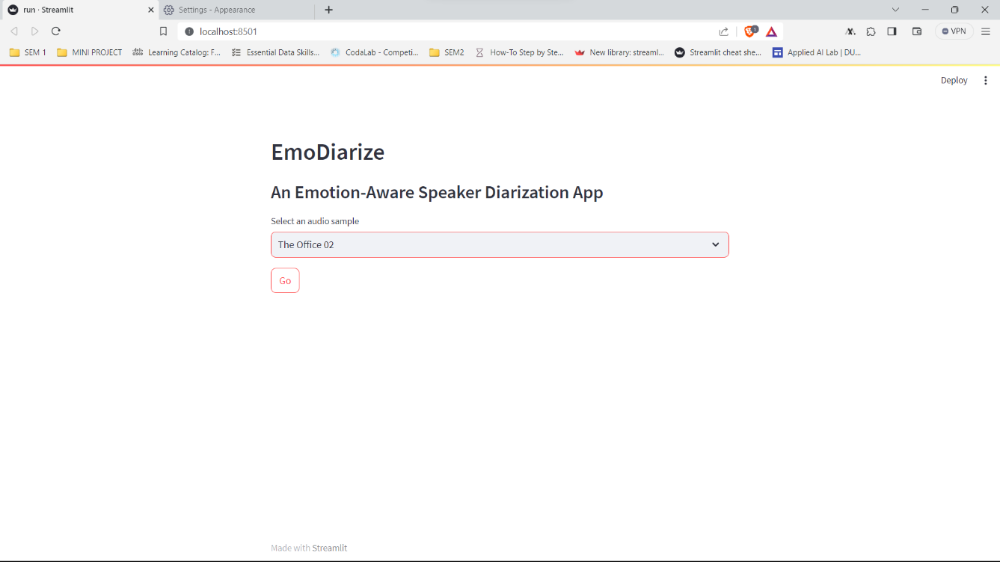 run · Streamlit
Settings - Appearance
localhost:8501
1
VPN
SEM 1
MINI PROJECT
Learning Catalog: F...
Essential Data Skills...
CodaLab - Competi...
SEM2
How-To Step by Ste...
New library: streaml...
Streamlit cheat she...
Applied AI Lab | DU...
Deploy
EmoDiarize
An Emotion-Aware Speaker Diarization App
Select an audio sample
The Office 02
Go
Made with Streamlit